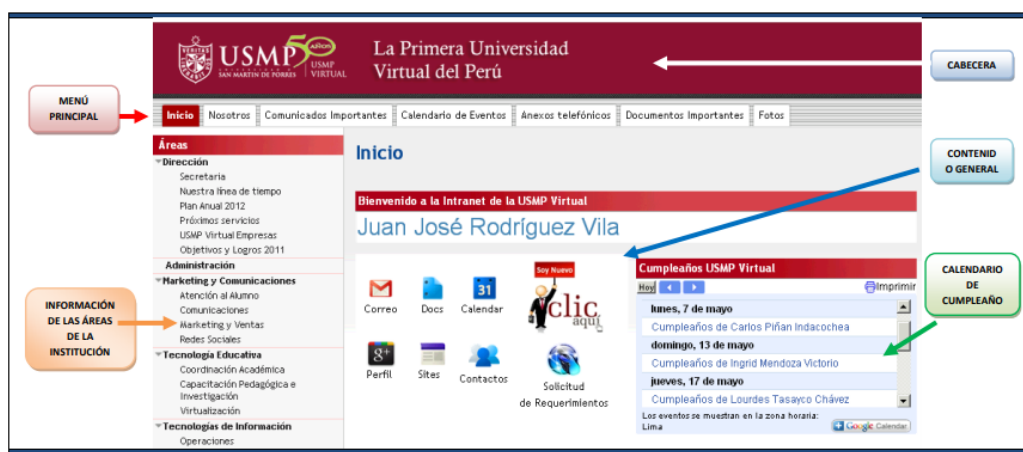 VERITAS
USMP
UNIVERSIDAD
SAN MARTIN DE PORRES
50 Años
USMP
VIRTUAL
La Primera Universidad
Virtual del Perú
CABECERA
MENÚ
PRINCIPAL
Inicio Nosotros Comunicados Importantes Calendario de Eventos Anexos telefónicos Documentos Importantes Fotos
Áreas
Dirección
Secretaria
Nuestra línea de tiempo
Plan Anual 2012
Próximos servicios
USMP Virtual Empresas
Objetivos y Logros 2011
Administración
Marketing y Comunicaciones
Atención al Alumno
Comunicaciones
Marketing y Ventas
Redes Sociales
Tecnología Educativa
Coordinación Académica
Capacitación Pedagógica e
Investigación
Virtualización
Tecnologías de Información
Operaciones
INFORMACIÓN
DE LAS ÁREAS
DE LA
INSTITUCIÓN
Inicio
CONTENID
O GENERAL
Bienvenido a la Intranet de la USMP Virtual
Juan José Rodríguez Vila
Correo
Docs
31
Calendar
Soy Nuevo
clic
aquí
g+
Perfil
Sites
Contactos
Solicitud
de Requerimientos
Cumpleaños USMP Virtual
Hoy
Imprimir
lunes, 7 de mayo
Cumpleaños de Carlos Piñan Indacochea
domingo, 13 de mayo
Cumpleaños de Ingrid Mendoza Victorio
jueves, 17 de mayo
Cumpleaños de Lourdes Tasayco Chávez
Los eventos se muestran en la zona horaria:
Lima
Google Calendar
CALENDARIO
DE
CUMPLEAÑO